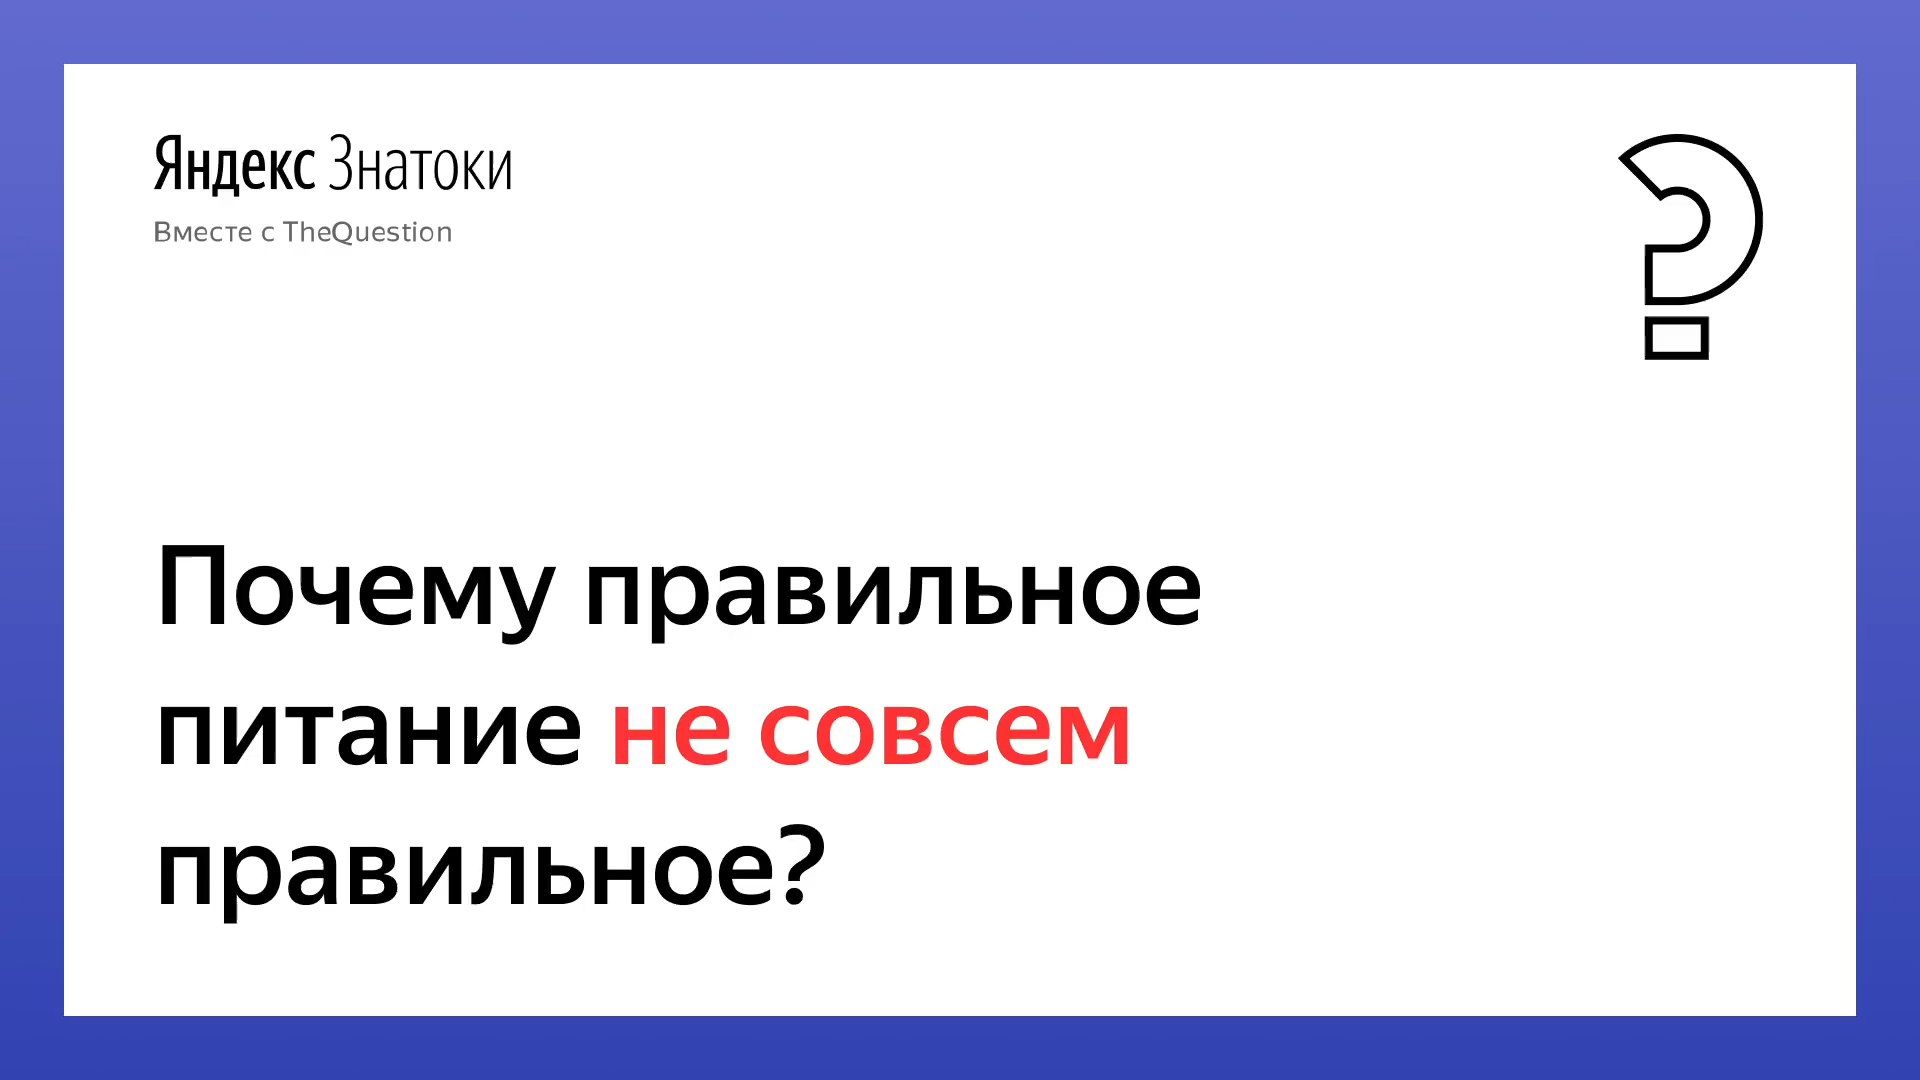 Яндекс Знатоки
Вместе с TheQuestion
Почему правильное
питание не совсем
правильное?